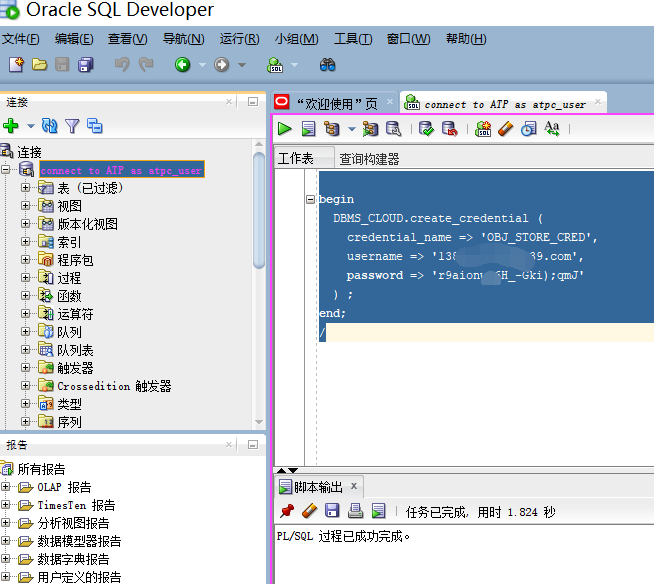 Oracle SQL Developer
文件(F) 编辑(E) 查看(V) 导航(N) 运行(R) 小组(M) 工具(T) 窗口(W) 帮助(H)
连接
连接
connect to ATP as atpc_user
表 (已过滤)
视图
版本化视图
索引
程序包
过程
函数
运算符
队列
队列表
触发器
Crossedition 触发器
类型
序列
报告
所有报告
OLAP 报告
TimesTen 报告
分析视图报告
数据模型器报告
数据字典报告
用户定义的报告
“欢迎使用”页
connect to ATP as atpc_user
工作表 查询构建器
begin
DBMS_CLOUD.create_credential (
credential_name => 'OBJ_STORE_CRED',
username => '138 39.com',
password => 'r9aion 6H_-Gki);qmJ'
) ;
end;
/
脚本输出 x
任务已完成, 用时 1.824 秒
PL/SQL 过程已成功完成。